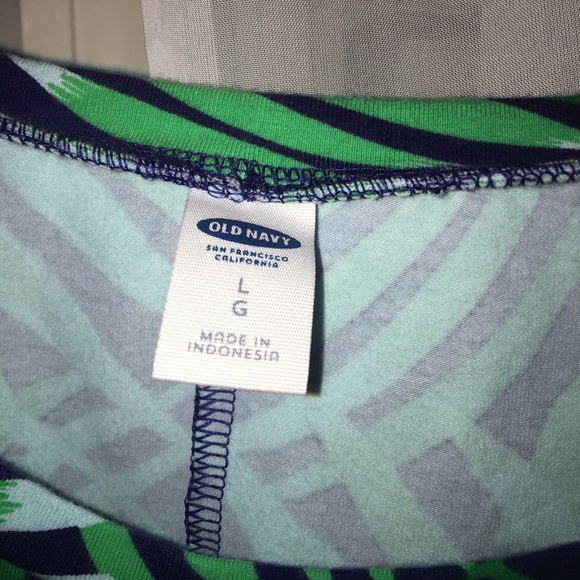 OLD NAVY
SAN FRANCISCO
CALIFORNIA
L
G
MADE IN
INDONESIA